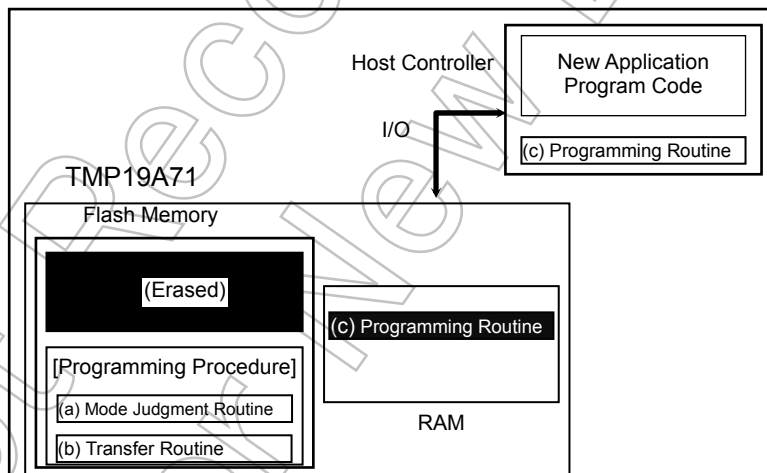 Host Controller
New Application
Program Code
I/O
(c) Programming Routine
TMP19A71
Flash Memory
(Erased)
(c) Programming Routine
[Programming Procedure]
(a) Mode Judgment Routine
(b) Transfer Routine
RAM